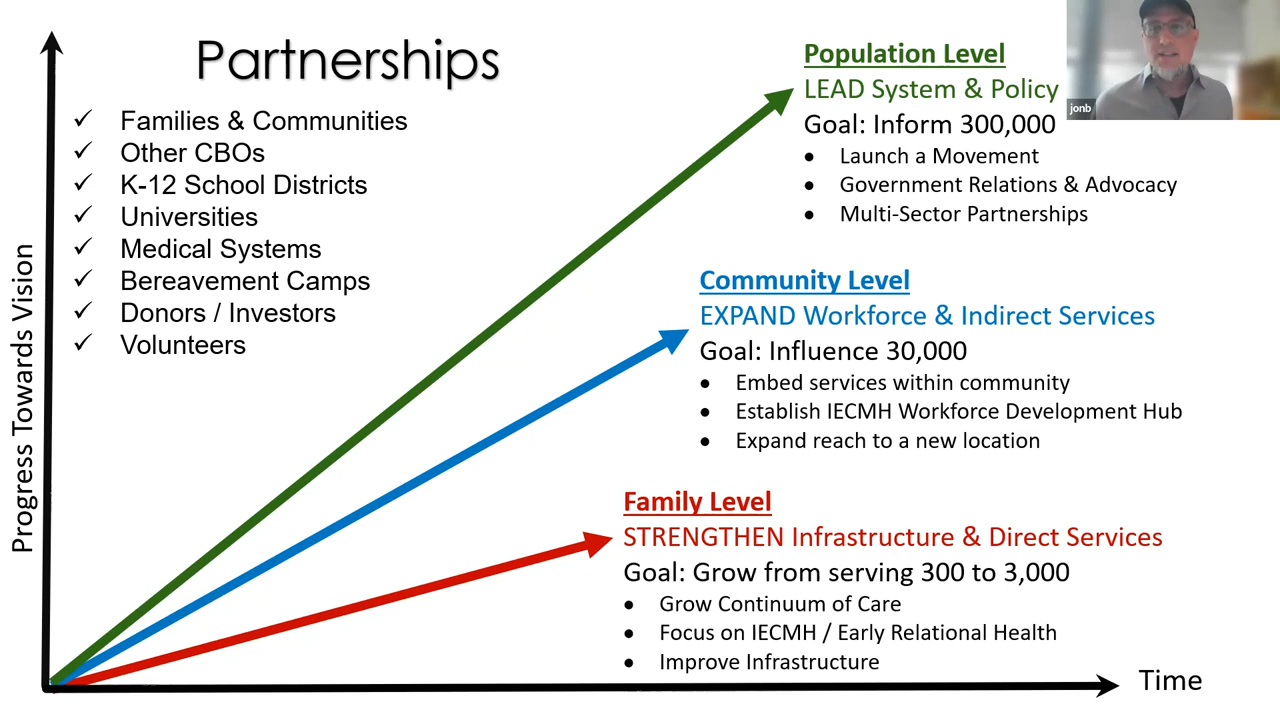 Partnerships
✓ Families & Communities
✓ Other CBOs
✓ K-12 School Districts
✓ Universities
✓ Medical Systems
✓ Bereavement Camps
✓ Donors / Investors
✓ Volunteers
Progress Towards Vision
Population Level
LEAD System & Policy
Goal: Inform 300,000
• Launch a Movement
• Government Relations & Advocacy
• Multi-Sector Partnerships
jonb
Community Level
EXPAND Workforce & Indirect Services
Goal: Influence 30,000
• Embed services within community
• Establish IECMH Workforce Development Hub
• Expand reach to a new location
Family Level
STRENGTHEN Infrastructure & Direct Services
Goal: Grow from serving 300 to 3,000
• Grow Continuum of Care
• Focus on IECMH / Early Relational Health
• Improve Infrastructure
Time